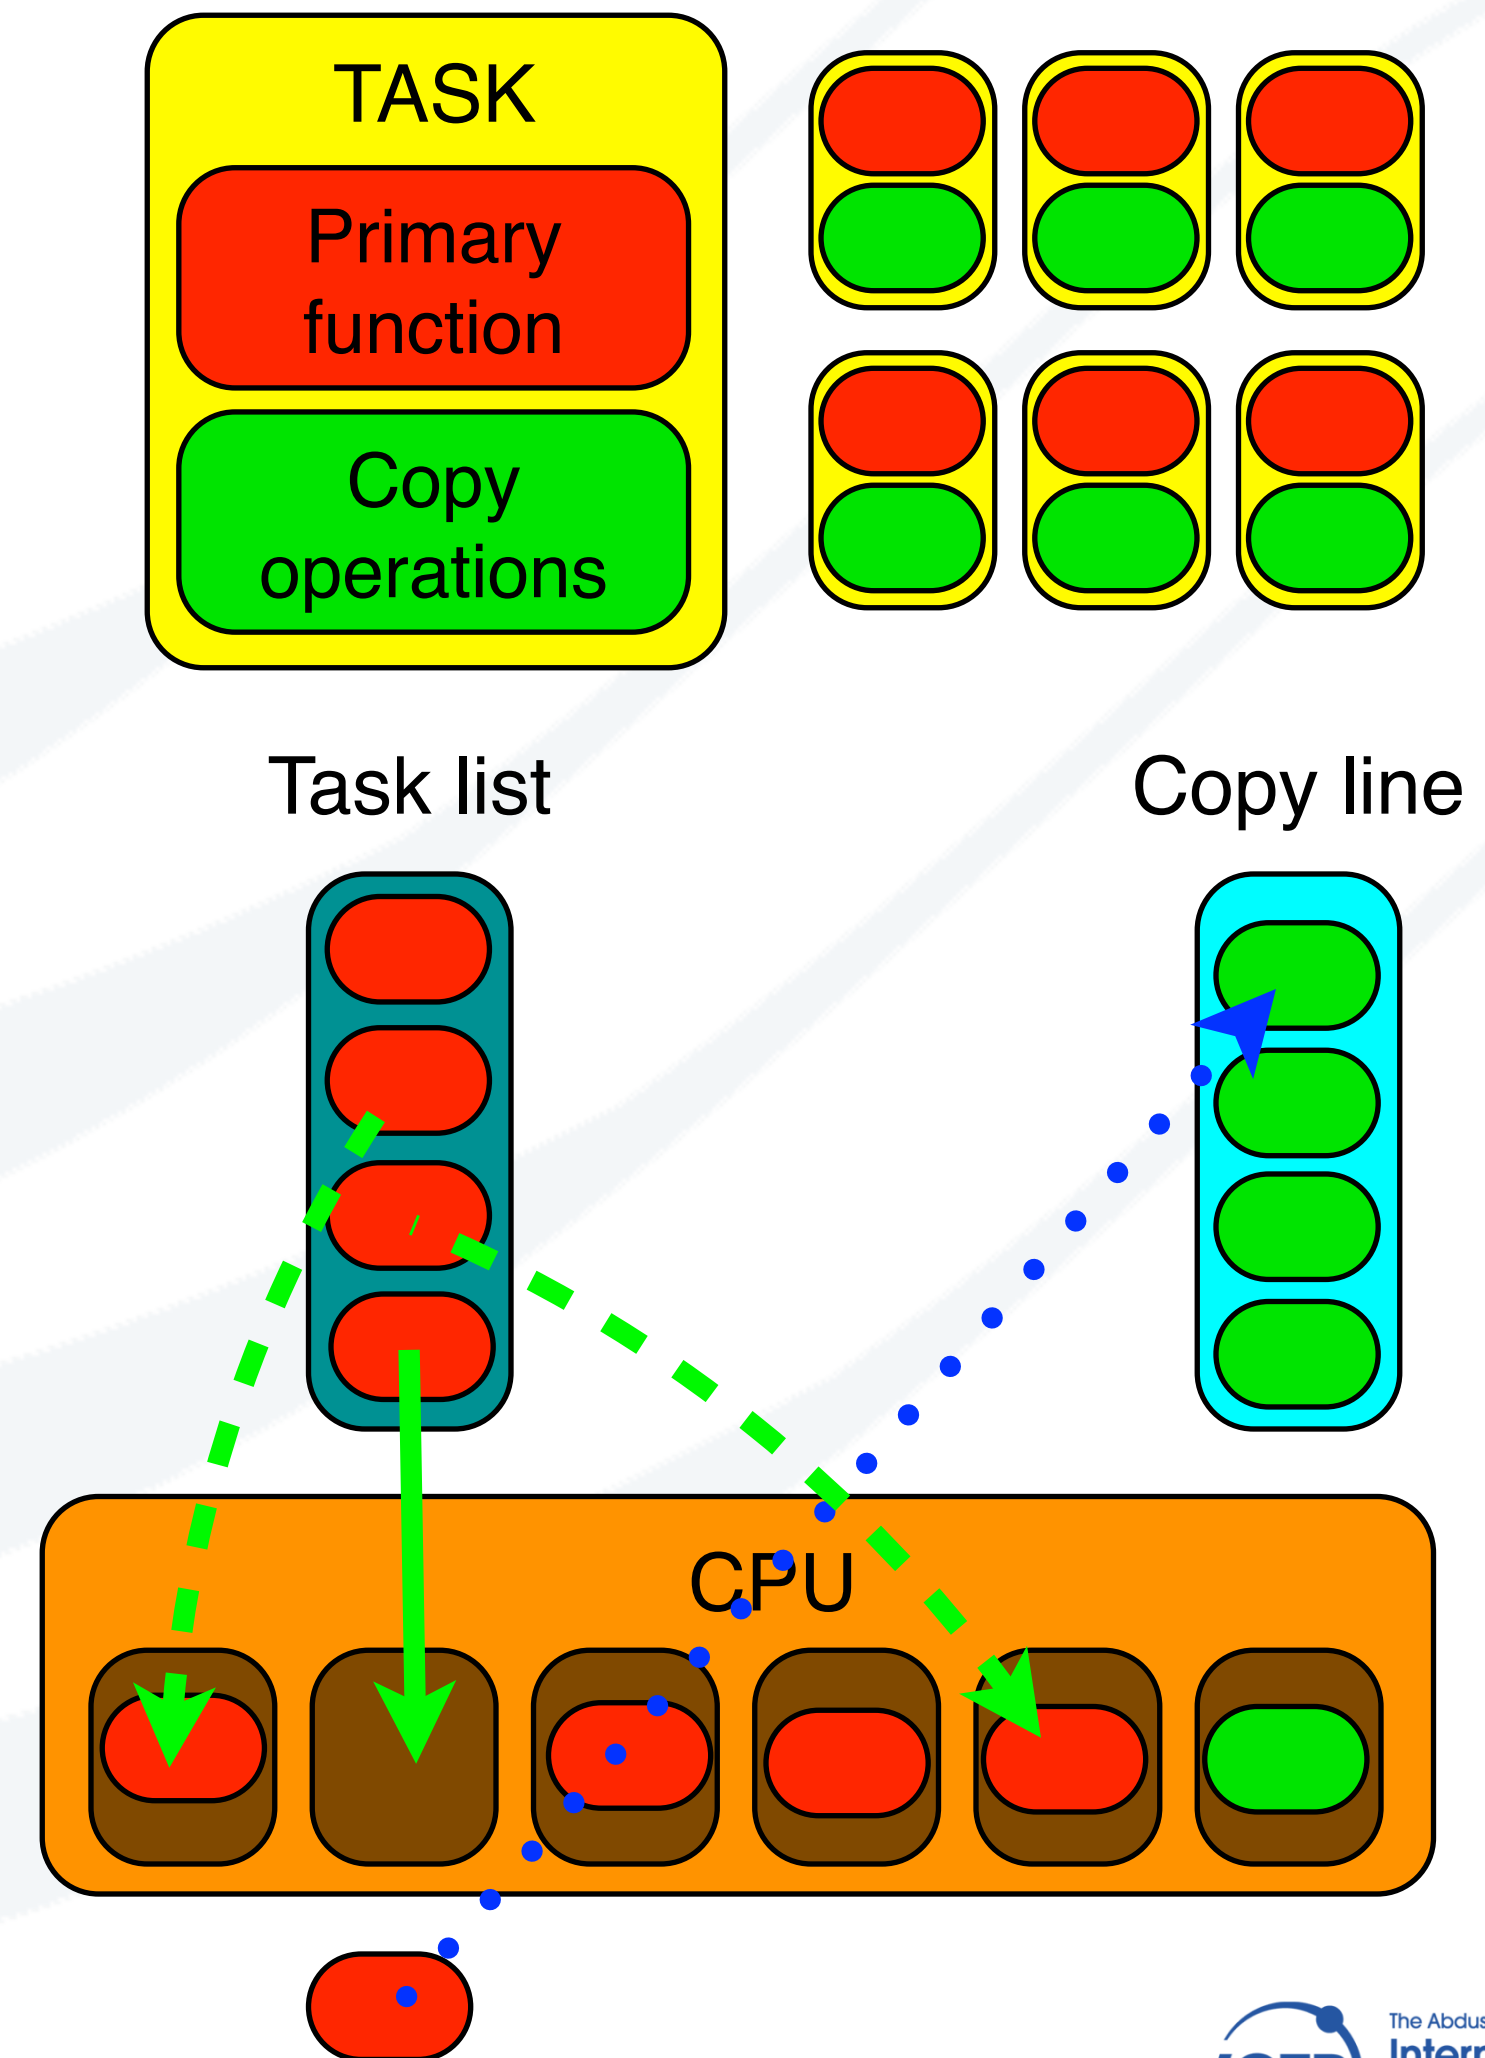 TASK
Primary
function
Copy
operations
Task list
Copy line
CPU
The Abdus